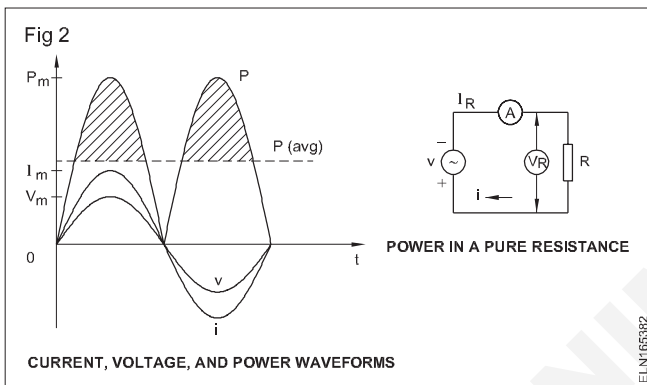 Fig 2
Pm
P
P (avg)
Im
Vm
0
t
v
i
CURRENT, VOLTAGE, AND POWER WAVEFORMS
IR
A
−
v ~
+
VR
R
i
POWER IN A PURE RESISTANCE
ELN165382